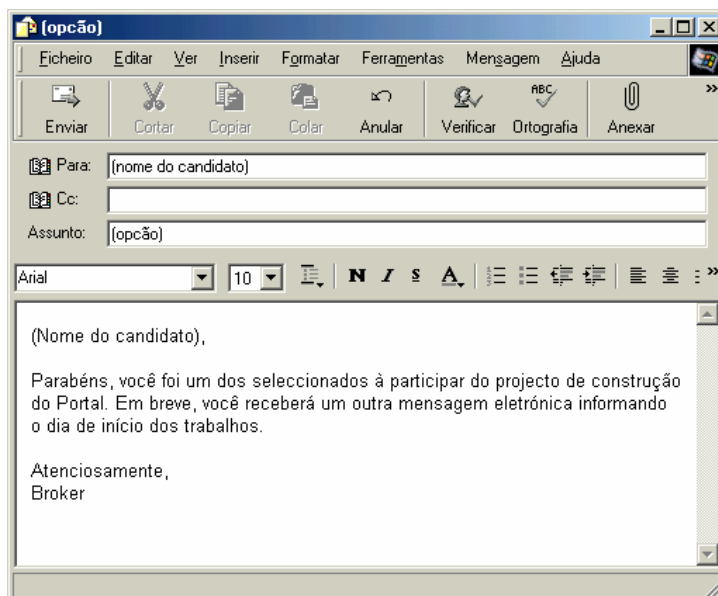 (opcão)
Ficheiro Editar Ver Inserir Formatar Ferramentas Mensagem Ajuda
ABC
Enviar Cortar Copiar Colar Anular Verificar Ortografia Anexar »
Para: (nome do candidato)
Cc:
Assunto: (opcão)
Arial 10 N I S A »
(Nome do candidato),
Parabéns, você foi um dos seleccionados à participar do projecto de construção
do Portal. Em breve, você receberá um outra mensagem eletrónica informando
o dia de início dos trabalhos.
Atenciosamente,
Broker